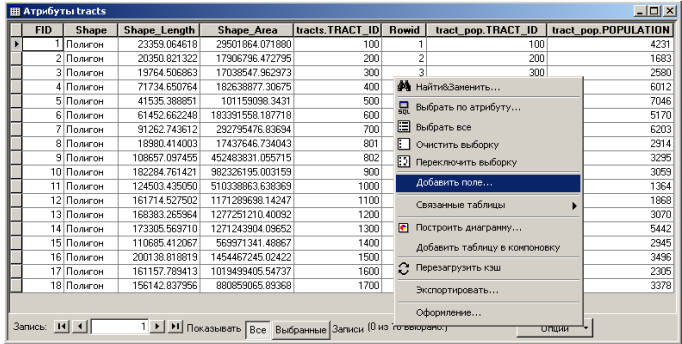 Атрибуты tracts
FID Shape Shape_Length Shape_Area tracts.TRACT_ID Rowid tract_pop.TRACT_ID tract_pop.POPULATION
1 Полигон 23359.064618 29501864.071880 100 1 100 4231
2 Полигон 20350.821322 17906796.472795 200 2 200 1683
3 Полигон 19764.506863 17038547.962973 300 3 300 2580
4 Полигон 71734.650764 182638877.30675 400 6012
5 Полигон 41535.388851 101159098.3431 500 7046
6 Полигон 61452.662248 183391558.187718 600 5170
7 Полигон 91262.743612 292795476.83694 700 6203
8 Полигон 18980.414003 17437646.734043 801 2914
9 Полигон 108657.097455 452483831.055715 802 3295
10 Полигон 182284.761421 982326195.003159 900 3059
11 Полигон 124503.435050 510338863.638369 1000 1364
12 Полигон 161714.527502 1171289698.14247 1100 1868
13 Полигон 168383.265964 1277251210.40092 1200 3070
14 Полигон 173305.569710 1271243904.09652 1300 5442
15 Полигон 110685.412067 569971341.48867 1400 2945
16 Полигон 200138.818819 1454467245.02422 1500 3496
17 Полигон 161157.789413 1019499405.54737 1600 2305
18 Полигон 156142.837956 880859065.89368 1700 3378
Найти&Заменить...
SQL Выбрать по атрибуту...
Выбрать все
Очистить выборку
Переключить выборку
Добавить поле...
Связанные таблицы
Построить диаграмму...
Добавить таблицу в компоновку
Перезагрузить кэш
Экспортировать...
Оформление...
Запись: 1 Показывать Все Выбранные Записи (0 из 18 выбрано.) Опции